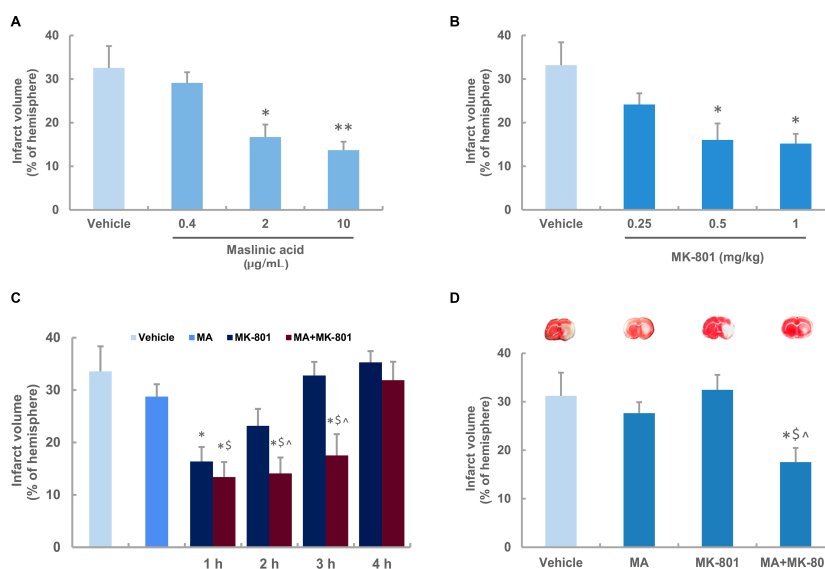 A
Infarct volume
(% of hemisphere)
40
30
20
10
0
*
**
Vehicle
0.4
2
10
Maslinic acid
(µg/mL)
B
Infarct volume
(% of hemisphere)
40
30
20
10
0
*
*
Vehicle
0.25
0.5
1
MK-801 (mg/kg)
C
Infarct volume
(% of hemisphere)
40
30
20
10
0
Vehicle MA MK-801 MA+MK-801
*
*$
*$^
*$^
1 h
2 h
3 h
4 h
D
Infarct volume
(% of hemisphere)
40
30
20
10
0
*$^
Vehicle
MA
MK-801
MA+MK-80